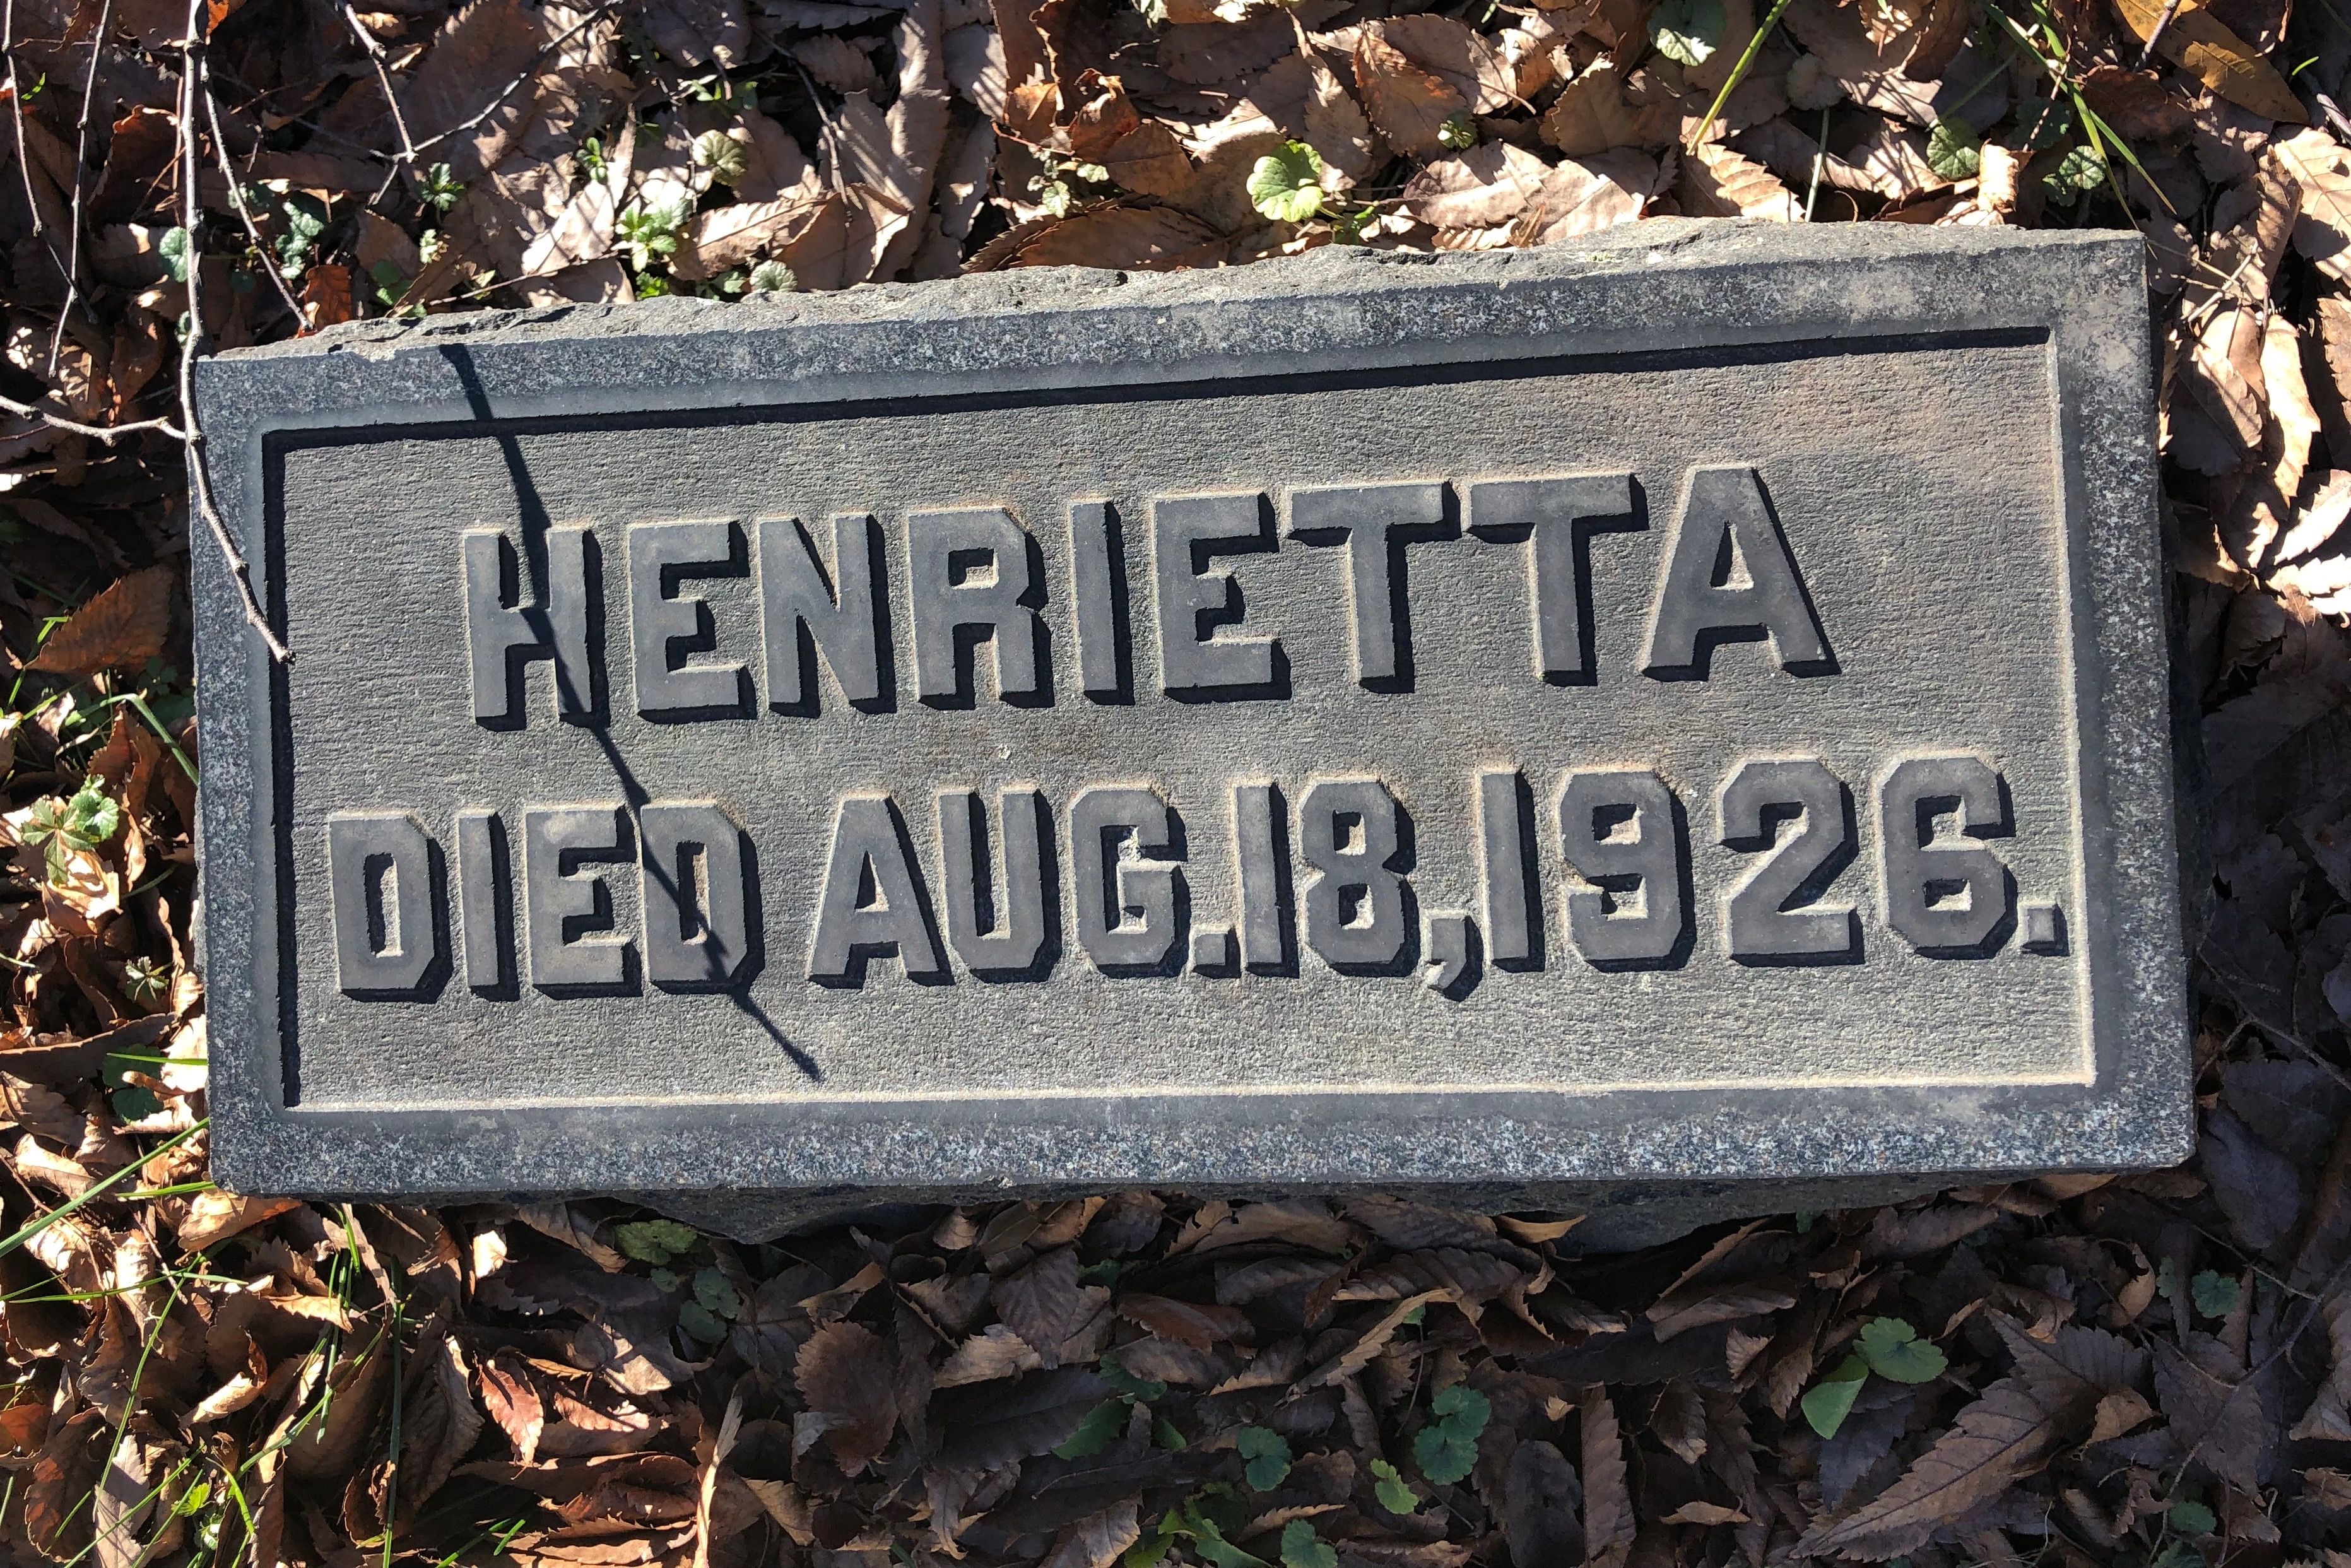 HENRIETTA
DIED AUG.18,1926.